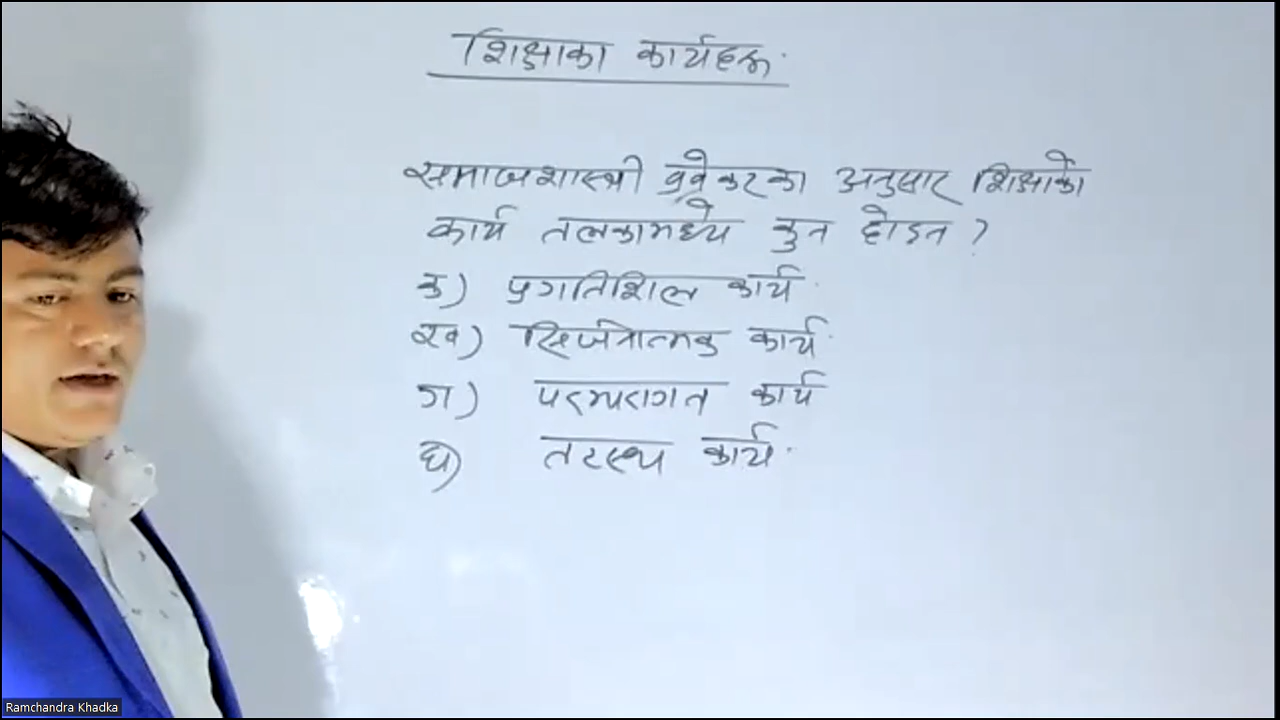 शिक्षाका कार्यहरू
समाजशास्त्री ब्रुवेकरका अनुसार शिक्षाको
कार्य तलकामध्ये कुन होइन ?
क) प्रगतिशिल कार्य
ख) सिर्जनात्मक कार्य
ग) परम्परागत कार्य
घ) तटस्थ कार्य
Ramchandra Khadka